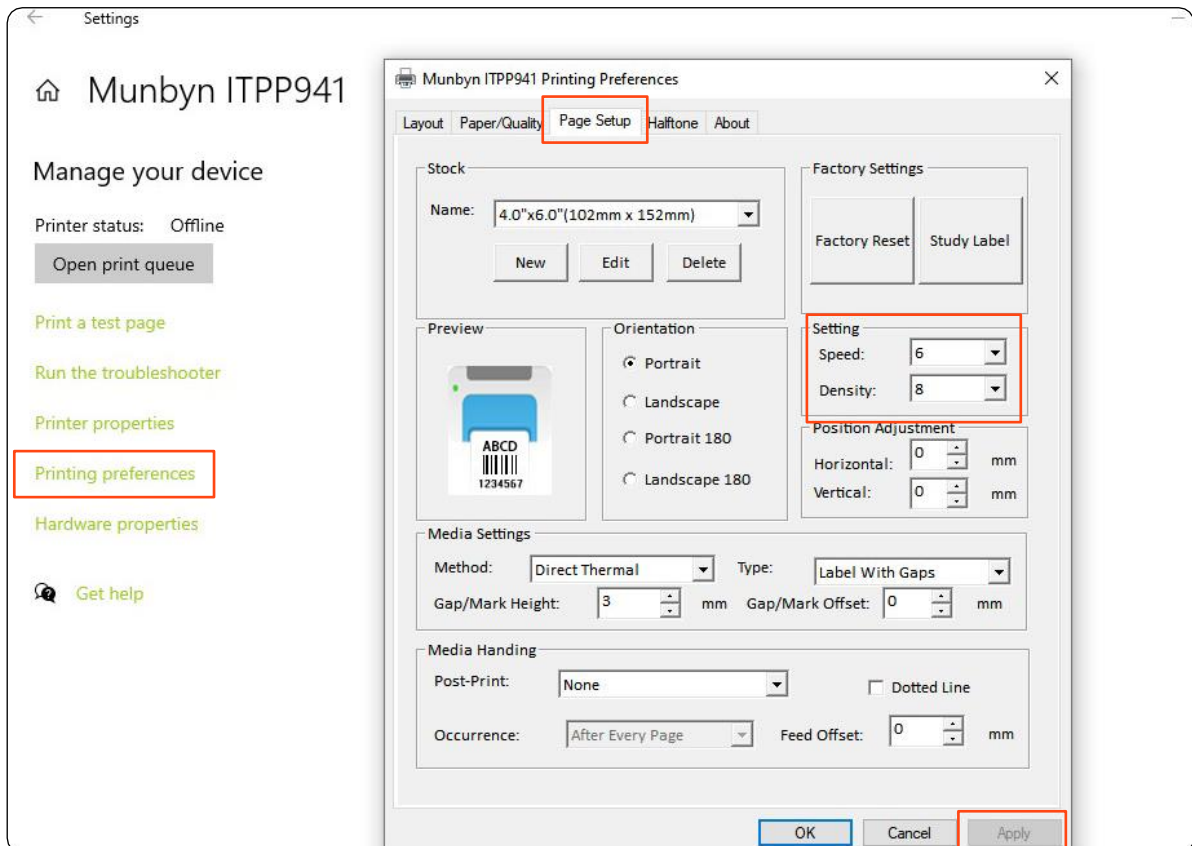 Settings
Munbyn ITPP941
Manage your device
Printer status: Offline
Open print queue
Print a test page
Run the troubleshooter
Printer properties
Printing preferences
Hardware properties
Get help
Munbyn ITPP941 Printing Preferences
Layout Paper/Quality Page Setup Halftone About
Stock
Name: 4.0"x6.0"(102mm x 152mm)
New Edit Delete
Factory Settings
Factory Reset Study Label
Preview
ABCD
1234567
Orientation
Portrait
Landscape
Portrait 180
Landscape 180
Setting
Speed: 6
Density: 8
Position Adjustment
Horizontal: 0 mm
Vertical: 0 mm
Media Settings
Method: Direct Thermal Type: Label With Gaps
Gap/Mark Height: 3 mm Gap/Mark Offset: 0 mm
Media Handing
Post-Print: None Dotted Line
Occurrence: After Every Page Feed Offset: 0 mm
OK Cancel Apply